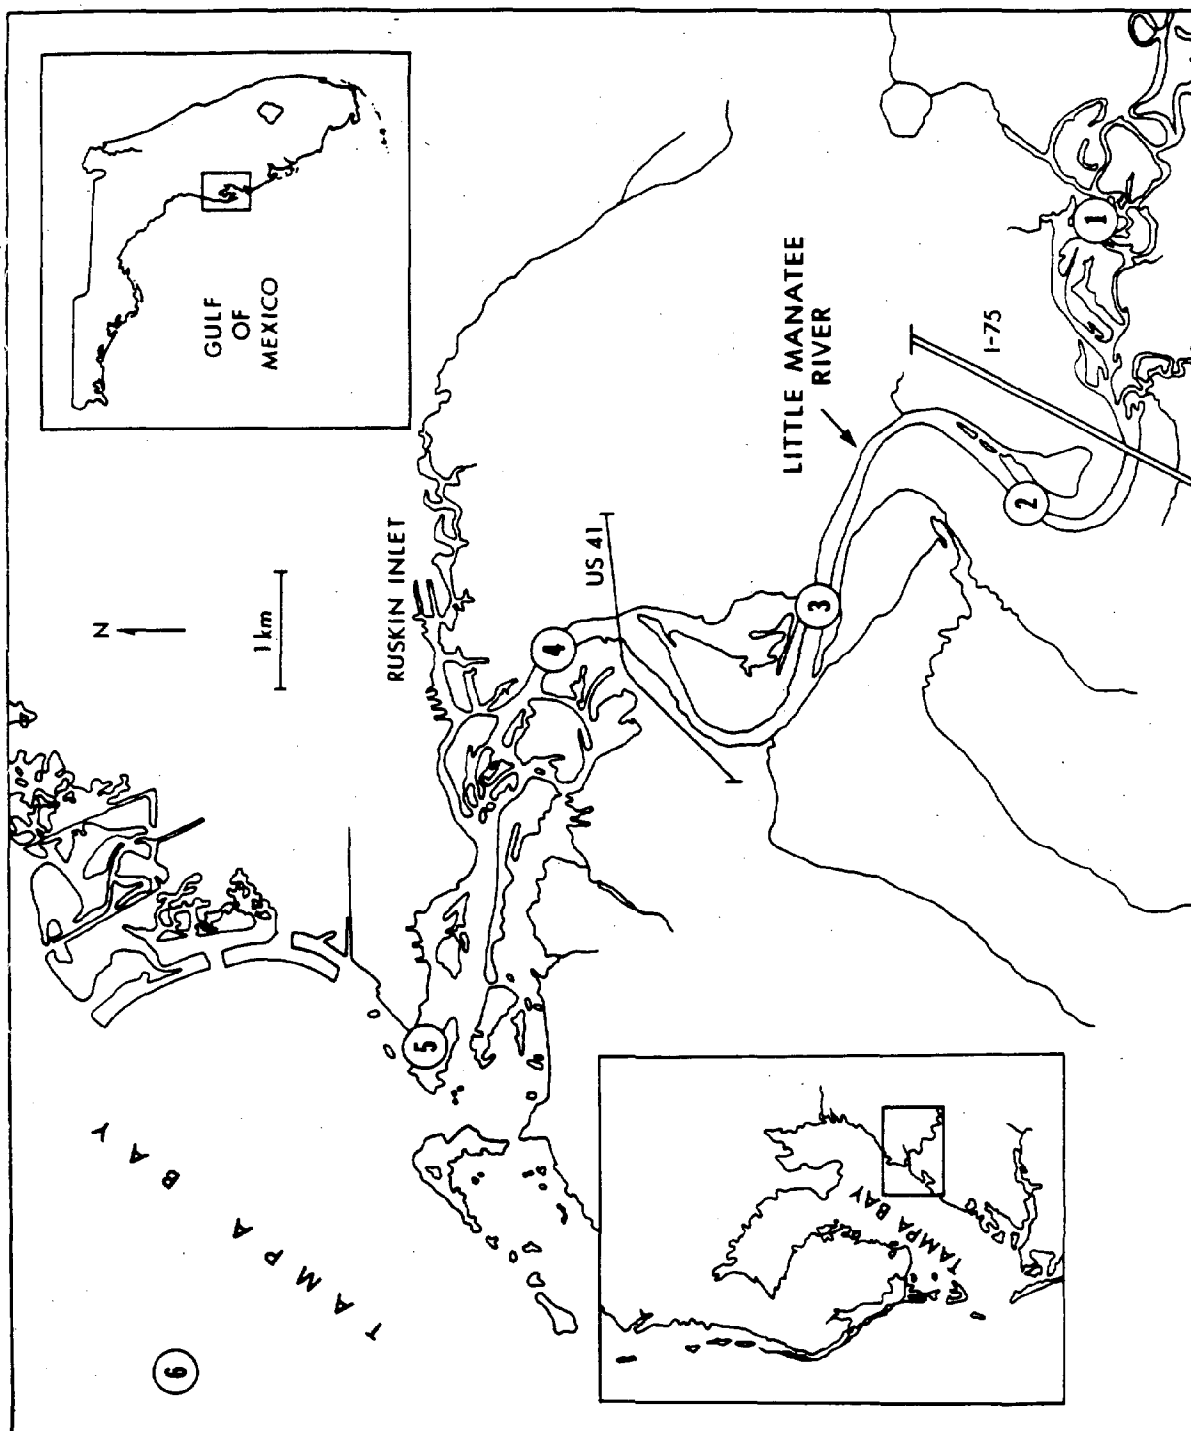 GULF
OF
MEXICO
N
1 km
RUSKIN INLET
US 41
LITTLE MANATEE
RIVER
I-75
TAMPA BAY
TAMPA BAY
1
2
3
4
5
6